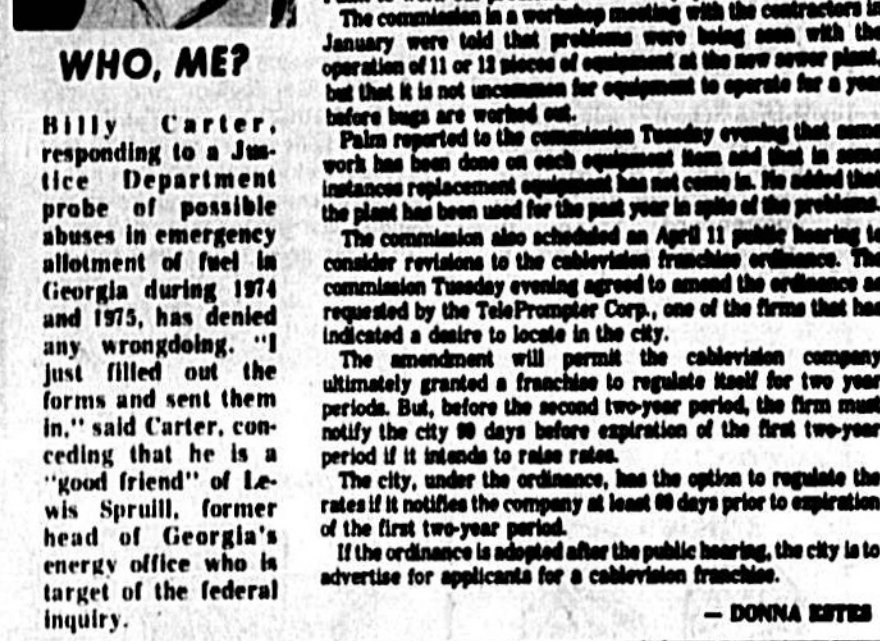 WHO, ME?
Billy Carter,
responding to a Jus-
tice Department
probe of possible
abuses in emergency
allotment of fuel in
Georgia during 1974
and 1975, has denied
any wrongdoing. "I
just filled out the
forms and sent them
in," said Carter, con-
ceding that he is a
"good friend" of Le-
wis Spruill, former
head of Georgia's
energy office who is
target of the federal
inquiry.
The commission in a workshop meeting with the contractors in
January were told that problems were being seen with the
operation of 11 or 12 pieces of equipment at the new sewer plant,
but that it is not uncommon for equipment to operate for a year
before bugs are worked out.
Palm reported to the commission Tuesday evening that some
work has been done on each equipment item and that in some
instances replacement equipment has not come in. He added that
the plant has been used for the past year in spite of the problems.
The commission also scheduled an April 11 public hearing to
consider revisions to the cablevision franchise ordinance. The
commission Tuesday evening agreed to amend the ordinance as
requested by the TelePrompter Corp., one of the firms that has
indicated a desire to locate in the city.
The amendment will permit the cablevision company
ultimately granted a franchise to regulate itself for two year
periods. But, before the second two-year period, the firm must
notify the city days before expiration of the first two-year
period if it intends to raise rates.
The city, under the ordinance, has the option to regulate the
rates if it notifies the company at least days prior to expiration
of the first two-year period.
If the ordinance is adopted after the public hearing, the city is to
advertise for applicants for a cablevision franchise.
— DONNA ESTES